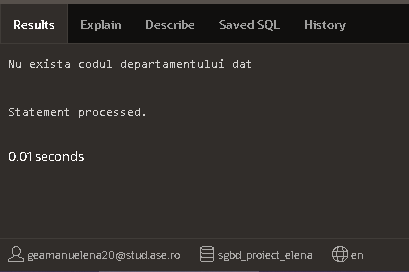 Results Explain Describe Saved SQL History
Nu exista codul departamentului dat
Statement processed.
0.01 seconds
geamanuelena20@stud.ase.ro sgbd_proiect_elena en